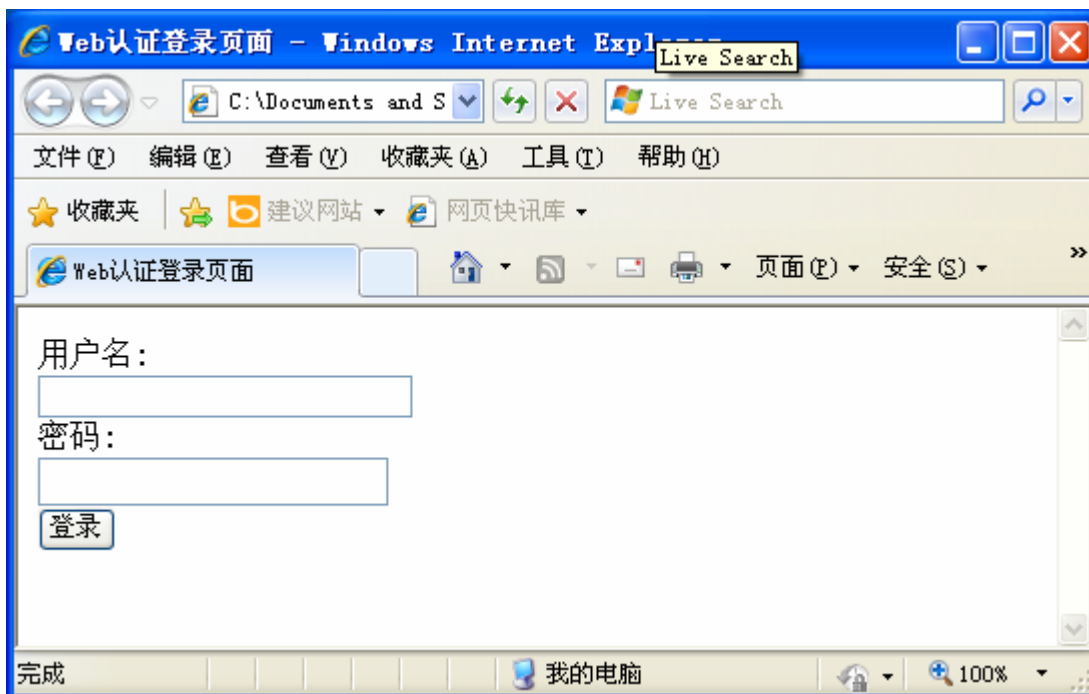 Web认证登录页面 - Windows Internet Expl
Live Search
C:\Documents and S
Live Search
文件(F) 编辑(E) 查看(V) 收藏夹(A) 工具(T) 帮助(H)
收藏夹 建议网站 网页快讯库
Web认证登录页面 页面(P) 安全(S) »
用户名:
密码:
登录
完成 我的电脑 100%